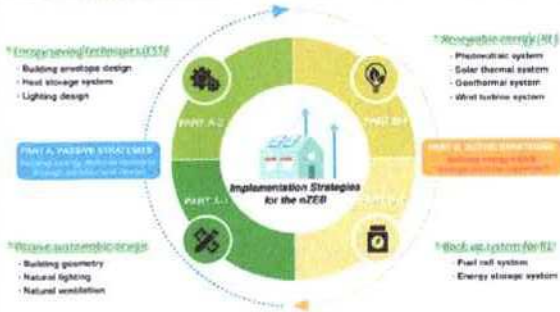 * Energy saving techniques (EST)
- Building envelope design
- Heat storage system
- Lighting design
* Renewable energy (RE)
- Photovoltaic system
- Solar thermal system
- Geothermal system
- Wind turbine system
PART A-2
PART B-1
PART A. PASSIVE STRATEGIES
PART B. ACTIVE STRATEGIES
Implementation Strategies
for the nZEB
PART A-1
* Passive sustainable design
- Building geometry
- Natural lighting
- Natural ventilation
* Back-up system for RE
- Fuel cell system
- Energy storage system